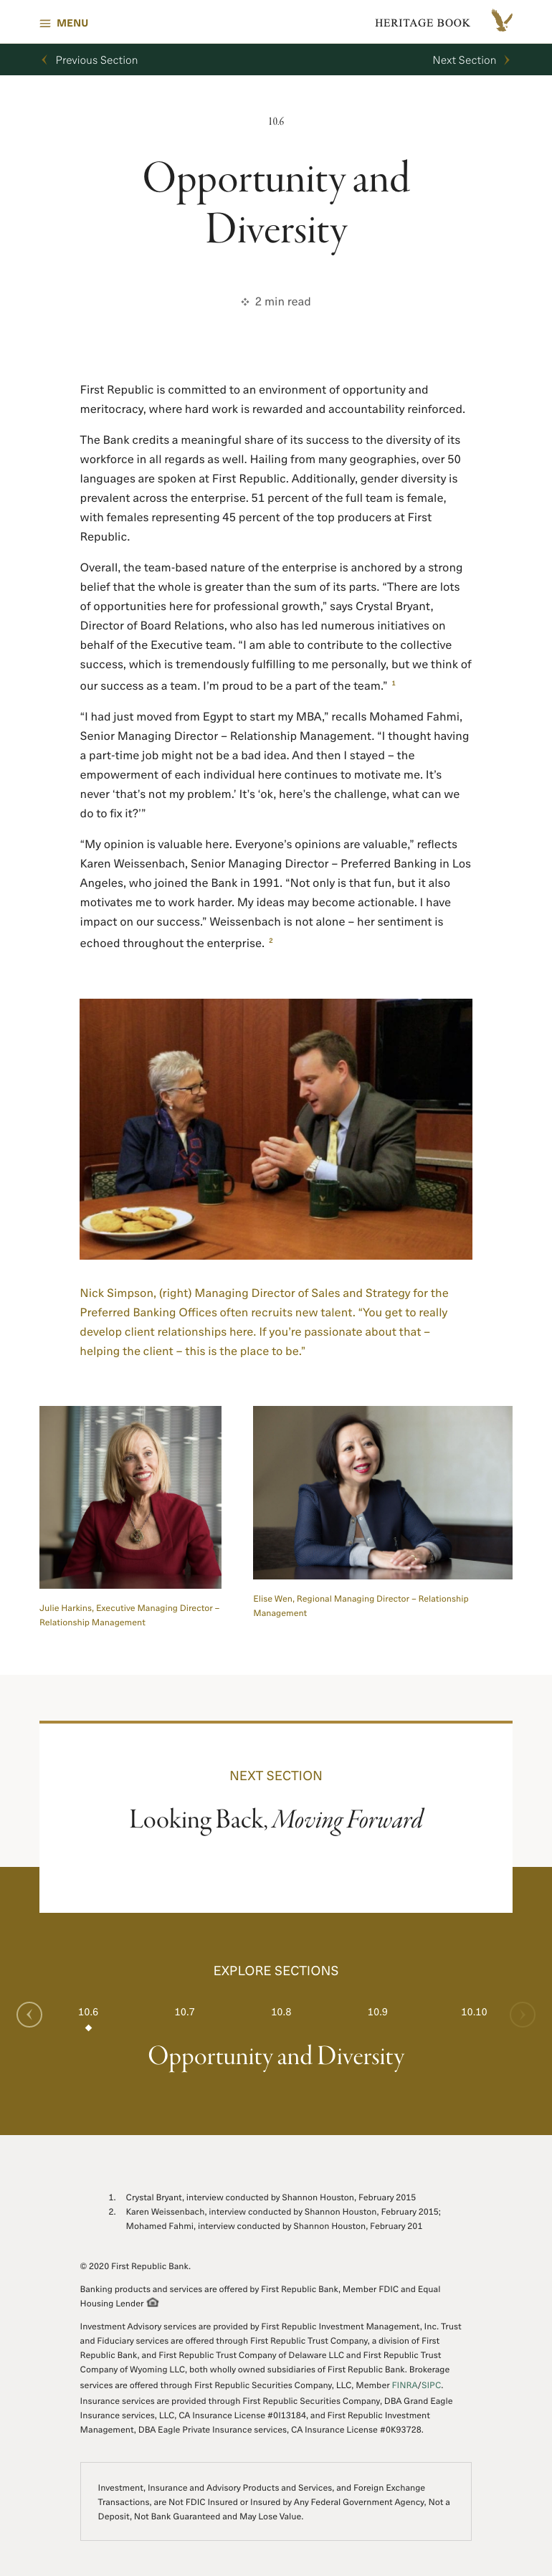 MENU
HERITAGE BOOK
Previous Section
Next Section
10.6
Opportunity and
Diversity
2 min read
First Republic is committed to an environment of opportunity and
meritocracy, where hard work is rewarded and accountability reinforced.
The Bank credits a meaningful share of its success to the diversity of its
workforce in all regards as well. Hailing from many geographies, over 50
languages are spoken at First Republic. Additionally, gender diversity is
prevalent across the enterprise. 51 percent of the full team is female,
with females representing 45 percent of the top producers at First
Republic.
Overall, the team-based nature of the enterprise is anchored by a strong
belief that the whole is greater than the sum of its parts. “There are lots
of opportunities here for professional growth,” says Crystal Bryant,
Director of Board Relations, who also has led numerous initiatives on
behalf of the Executive team. “I am able to contribute to the collective
success, which is tremendously fulfilling to me personally, but we think of
our success as a team. I’m proud to be a part of the team.” 1
“I had just moved from Egypt to start my MBA,” recalls Mohamed Fahmi,
Senior Managing Director – Relationship Management. “I thought having
a part-time job might not be a bad idea. And then I stayed – the
empowerment of each individual here continues to motivate me. It’s
never ‘that’s not my problem.’ It’s ‘ok, here’s the challenge, what can we
do to fix it?’”
“My opinion is valuable here. Everyone’s opinions are valuable,” reflects
Karen Weissenbach, Senior Managing Director – Preferred Banking in Los
Angeles, who joined the Bank in 1991. “Not only is that fun, but it also
motivates me to work harder. My ideas may become actionable. I have
impact on our success.” Weissenbach is not alone – her sentiment is
echoed throughout the enterprise. 2
Nick Simpson, (right) Managing Director of Sales and Strategy for the
Preferred Banking Offices often recruits new talent. “You get to really
develop client relationships here. If you’re passionate about that –
helping the client – this is the place to be.”
Julie Harkins, Executive Managing Director –
Relationship Management
Elise Wen, Regional Managing Director – Relationship
Management
NEXT SECTION
Looking Back, Moving Forward
EXPLORE SECTIONS
10.6
10.7
10.8
10.9
10.10
Opportunity and Diversity
1. Crystal Bryant, interview conducted by Shannon Houston, February 2015
2. Karen Weissenbach, interview conducted by Shannon Houston, February 2015;
Mohamed Fahmi, interview conducted by Shannon Houston, February 201
© 2020 First Republic Bank.
Banking products and services are offered by First Republic Bank, Member FDIC and Equal
Housing Lender
Investment Advisory services are provided by First Republic Investment Management, Inc. Trust
and Fiduciary services are offered through First Republic Trust Company, a division of First
Republic Bank, and First Republic Trust Company of Delaware LLC and First Republic Trust
Company of Wyoming LLC, both wholly owned subsidiaries of First Republic Bank. Brokerage
services are offered through First Republic Securities Company, LLC, Member FINRA/SIPC.
Insurance services are provided through First Republic Securities Company, DBA Grand Eagle
Insurance services, LLC, CA Insurance License #0I13184, and First Republic Investment
Management, DBA Eagle Private Insurance services, CA Insurance License #0K93728.
Investment, Insurance and Advisory Products and Services, and Foreign Exchange
Transactions, are Not FDIC Insured or Insured by Any Federal Government Agency, Not a
Deposit, Not Bank Guaranteed and May Lose Value.